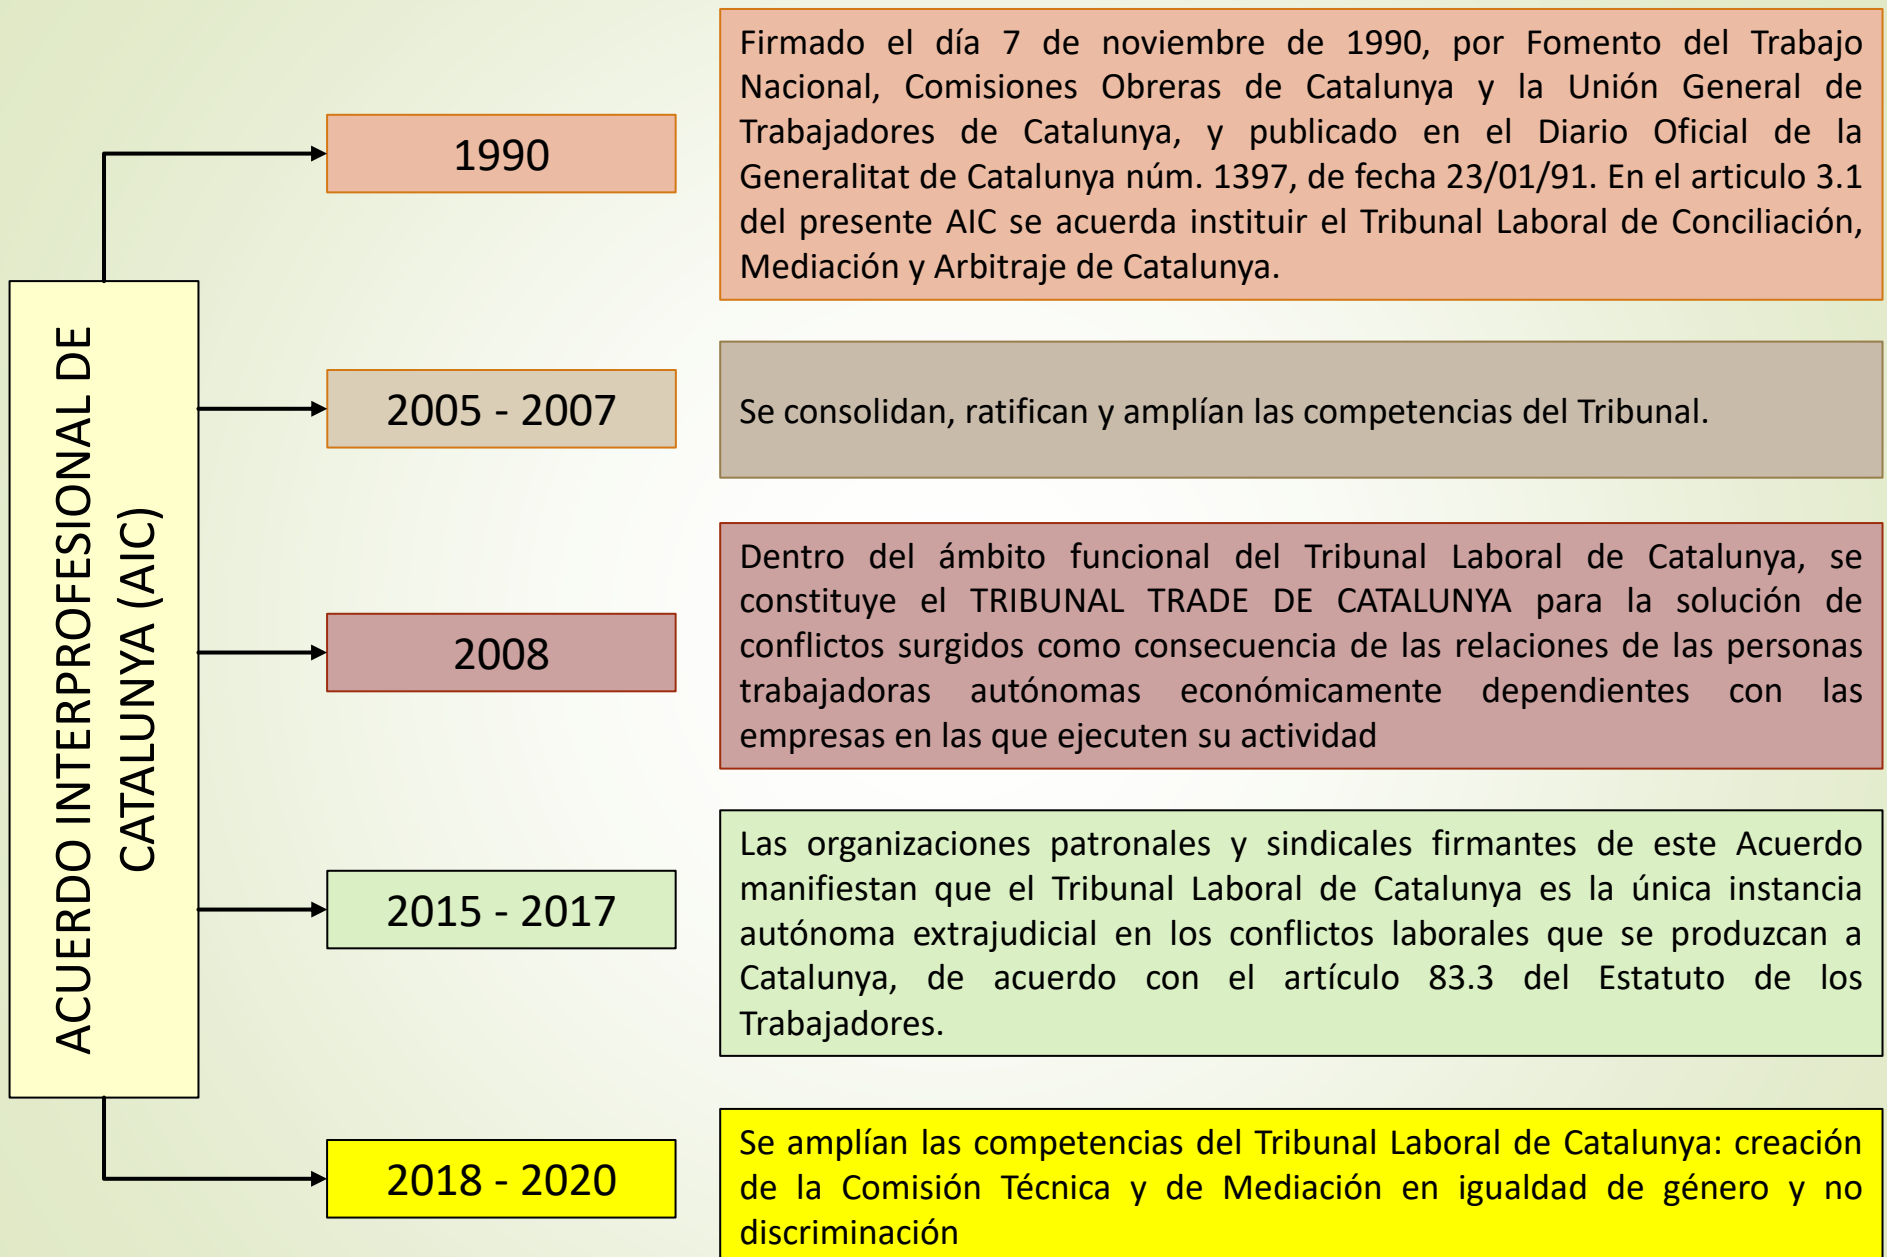 ACUERDO INTERPROFESIONAL DE
CATALUNYA (AIC)
1990
Firmado el día 7 de noviembre de 1990, por Fomento del Trabajo
Nacional, Comisiones Obreras de Catalunya y la Unión General de
Trabajadores de Catalunya, y publicado en el Diario Oficial de la
Generalitat de Catalunya núm. 1397, de fecha 23/01/91. En el articulo 3.1
del presente AIC se acuerda instituir el Tribunal Laboral de Conciliación,
Mediación y Arbitraje de Catalunya.
2005 - 2007
Se consolidan, ratifican y amplían las competencias del Tribunal.
2008
Dentro del ámbito funcional del Tribunal Laboral de Catalunya, se
constituye el TRIBUNAL TRADE DE CATALUNYA para la solución de
conflictos surgidos como consecuencia de las relaciones de las personas
trabajadoras autónomas económicamente dependientes con las
empresas en las que ejecuten su actividad
2015 - 2017
Las organizaciones patronales y sindicales firmantes de este Acuerdo
manifiestan que el Tribunal Laboral de Catalunya es la única instancia
autónoma extrajudicial en los conflictos laborales que se produzcan a
Catalunya, de acuerdo con el artículo 83.3 del Estatuto de los
Trabajadores.
2018 - 2020
Se amplían las competencias del Tribunal Laboral de Catalunya: creación
de la Comisión Técnica y de Mediación en igualdad de género y no
discriminación